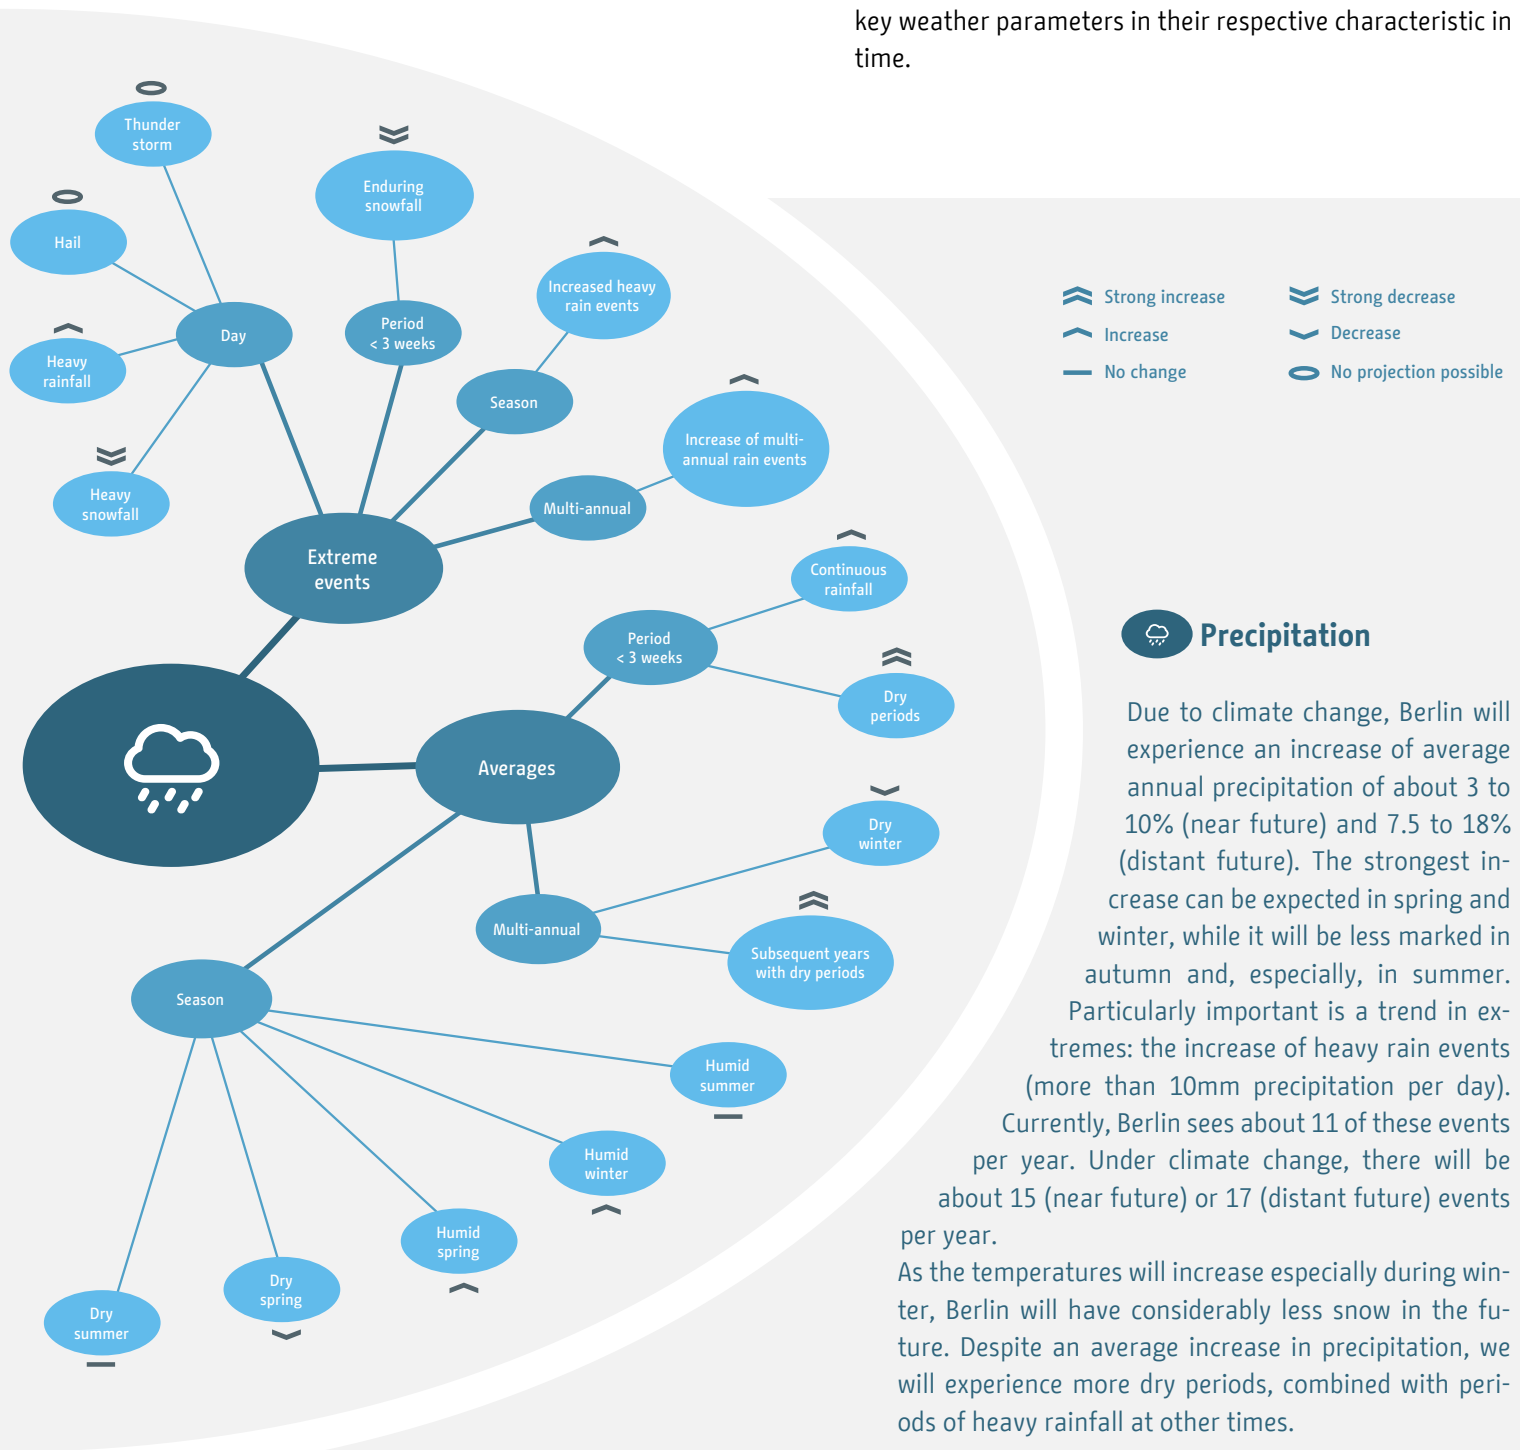 key weather parameters in their respective characteristic in
time.
Thunder
storm
Enduring
snowfall
Hail
Increased heavy
rain events
Day
Period
< 3 weeks
Heavy
rainfall
Season
Increase of multi-
annual rain events
Heavy
snowfall
Multi-annual
Extreme
events
Strong increase
Increase
No change
Strong decrease
Decrease
No projection possible
Continuous
rainfall
Period
< 3 weeks
Dry
periods
Averages
Dry
winter
Multi-annual
Subsequent years
with dry periods
Season
Humid
summer
Humid
winter
Humid
spring
Dry
spring
Dry
summer
Precipitation
Due to climate change, Berlin will
experience an increase of average
annual precipitation of about 3 to
10% (near future) and 7.5 to 18%
(distant future). The strongest in-
crease can be expected in spring and
winter, while it will be less marked in
autumn and, especially, in summer.
Particularly important is a trend in ex-
tremes: the increase of heavy rain events
(more than 10mm precipitation per day).
Currently, Berlin sees about 11 of these events
per year. Under climate change, there will be
about 15 (near future) or 17 (distant future) events
per year.
As the temperatures will increase especially during win-
ter, Berlin will have considerably less snow in the fu-
ture. Despite an average increase in precipitation, we
will experience more dry periods, combined with peri-
ods of heavy rainfall at other times.